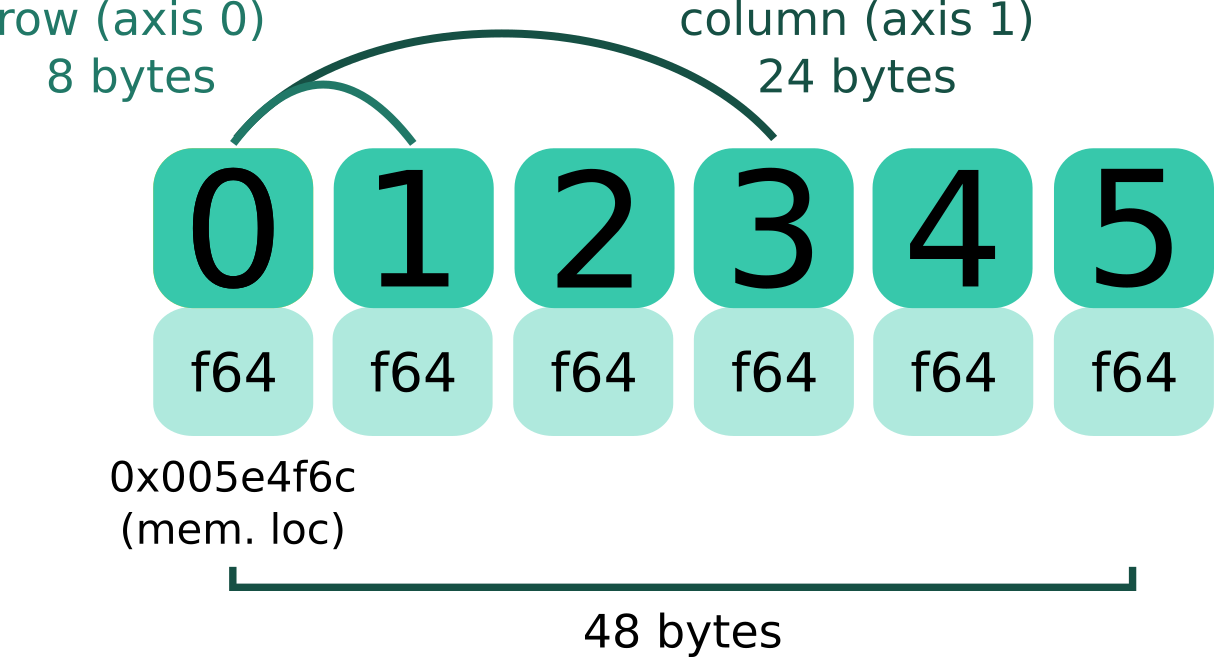 row (axis 0)
8 bytes
column (axis 1)
24 bytes
0 1 2 3 4 5
f64 f64 f64 f64 f64 f64
0x005e4f6c
(mem. loc)
48 bytes